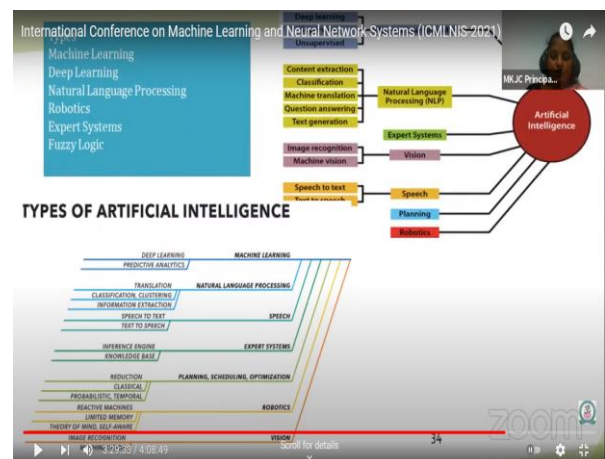 International Conference on Machine Learning and Neural Network Systems (ICMLNIS-2021)
Types
Machine Learning
Deep Learning
Natural Language Processing
Robotics
Expert Systems
Fuzzy Logic
Deep learning
Unsupervised
Content extraction
Classification
Machine translation
Question answering
Text generation
Natural Language
Processing (NLP)
Expert Systems
Image recognition
Machine vision
Vision
Speech to text
Text to speech
Speech
Planning
Robotics
Artificial
Intelligence
MKJC Principa...
TYPES OF ARTIFICIAL INTELLIGENCE
DEEP LEARNING MACHINE LEARNING
PREDICTIVE ANALYTICS
TRANSLATION NATURAL LANGUAGE PROCESSING
CLASSIFICATION, CLUSTERING
INFORMATION EXTRACTION
SPEECH TO TEXT SPEECH
TEXT TO SPEECH
INFERENCE ENGINE EXPERT SYSTEMS
KNOWLEDGE BASE
REDUCTION PLANNING, SCHEDULING, OPTIMIZATION
CLASSICAL
PROBABILISTIC, TEMPORAL
REACTIVE MACHINES ROBOTICS
LIMITED MEMORY
THEORY OF MIND, SELF-AWARE
IMAGE RECOGNITION VISION
34
zoom
3:29:33 / 4:08:49
Scroll for details